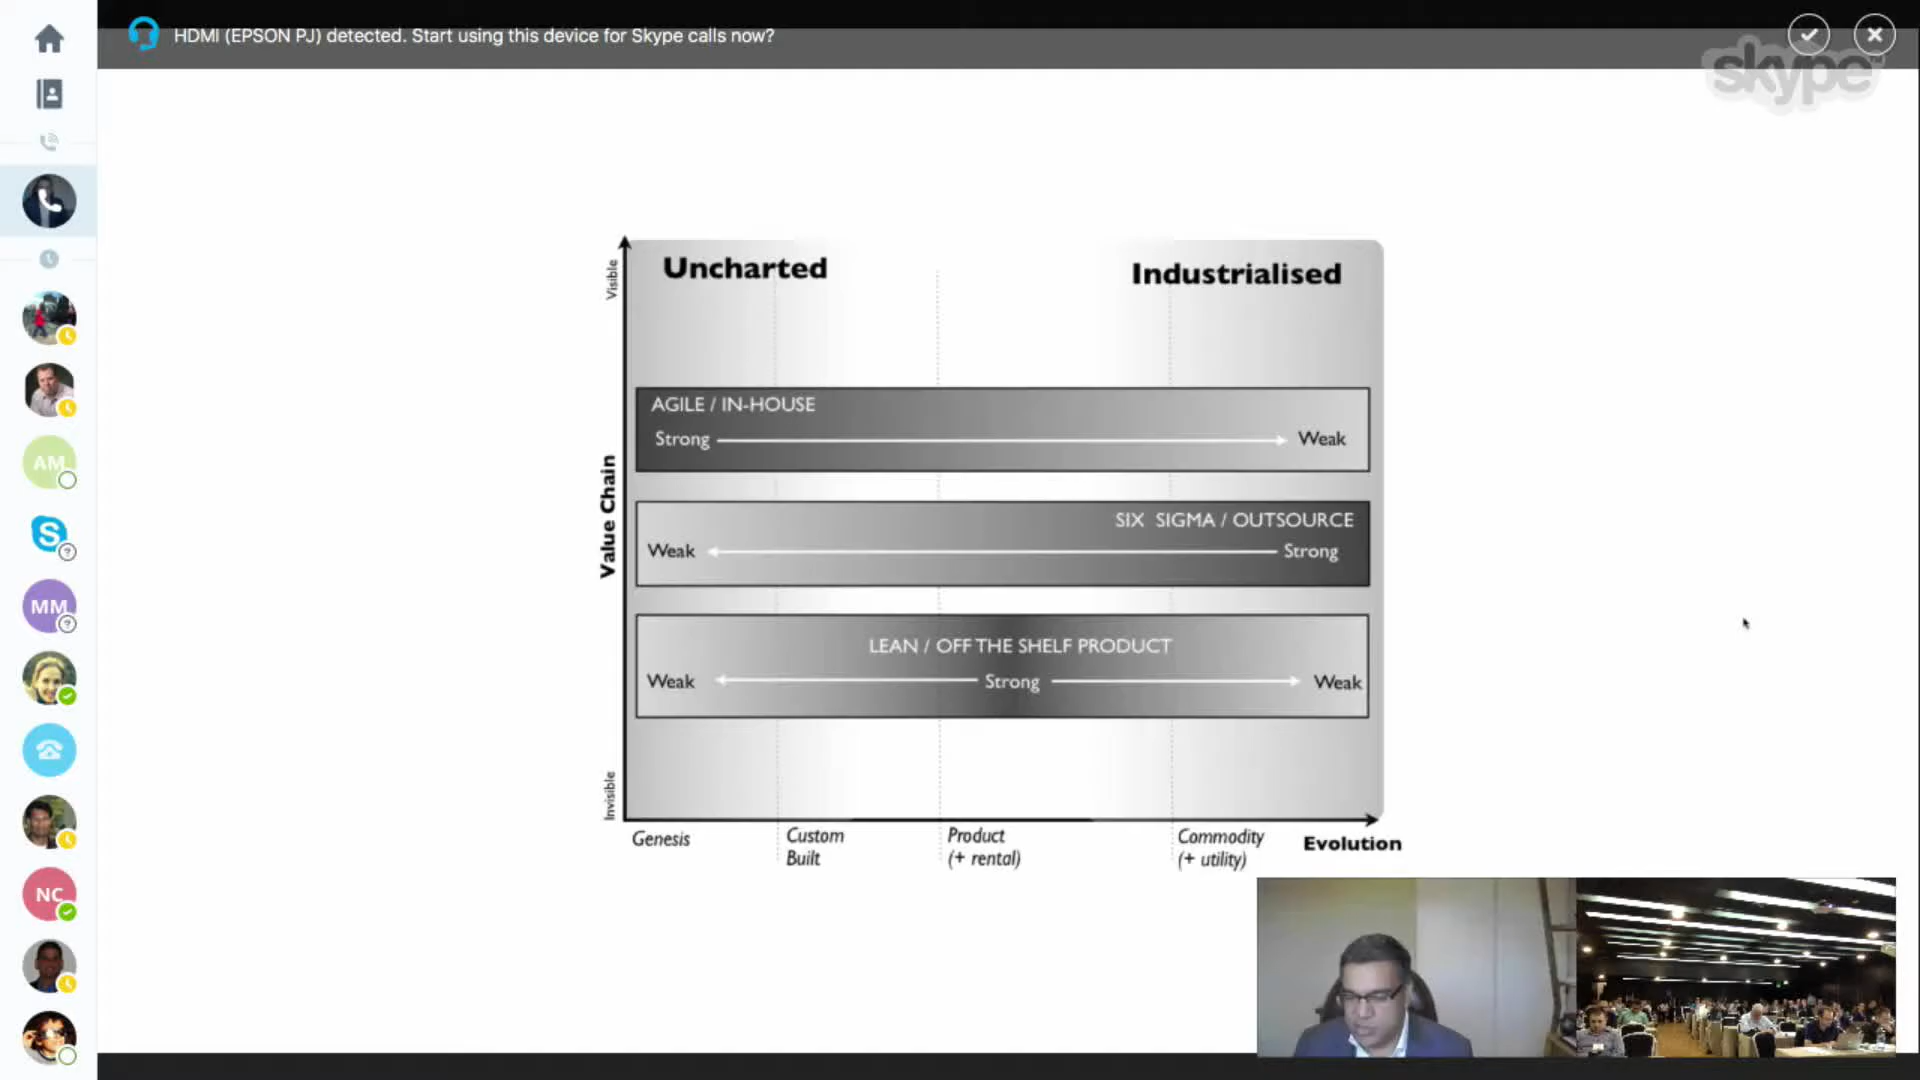 HDMI (EPSON PJ) detected. Start using this device for Skype calls now?
skype™
AM
S
MM
NC
Uncharted
Industrialised
Visible
Value Chain
Invisible
AGILE / IN-HOUSE
Strong
Weak
SIX SIGMA / OUTSOURCE
Weak
Strong
LEAN / OFF THE SHELF PRODUCT
Weak
Strong
Weak
Genesis
Custom
Built
Product
(+ rental)
Commodity
(+ utility)
Evolution